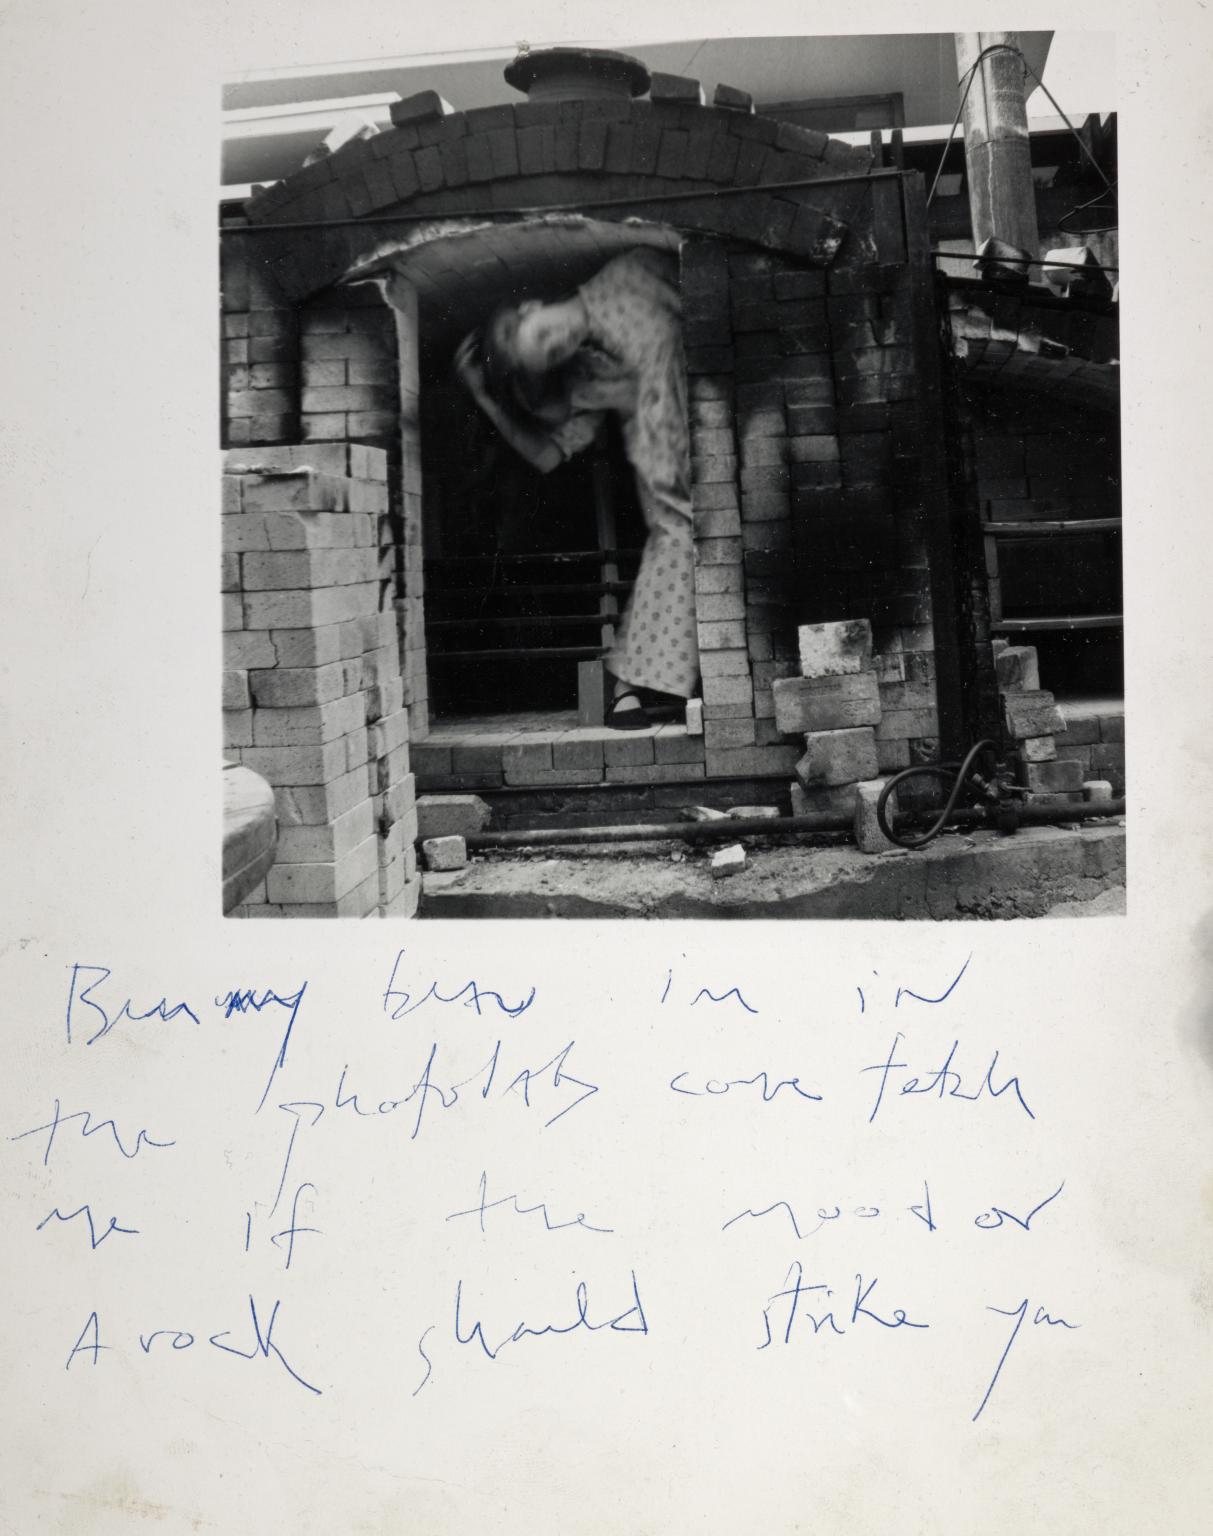 Bunny bear im in
the photolab come fetch
me if the mood or
A rock should strike you